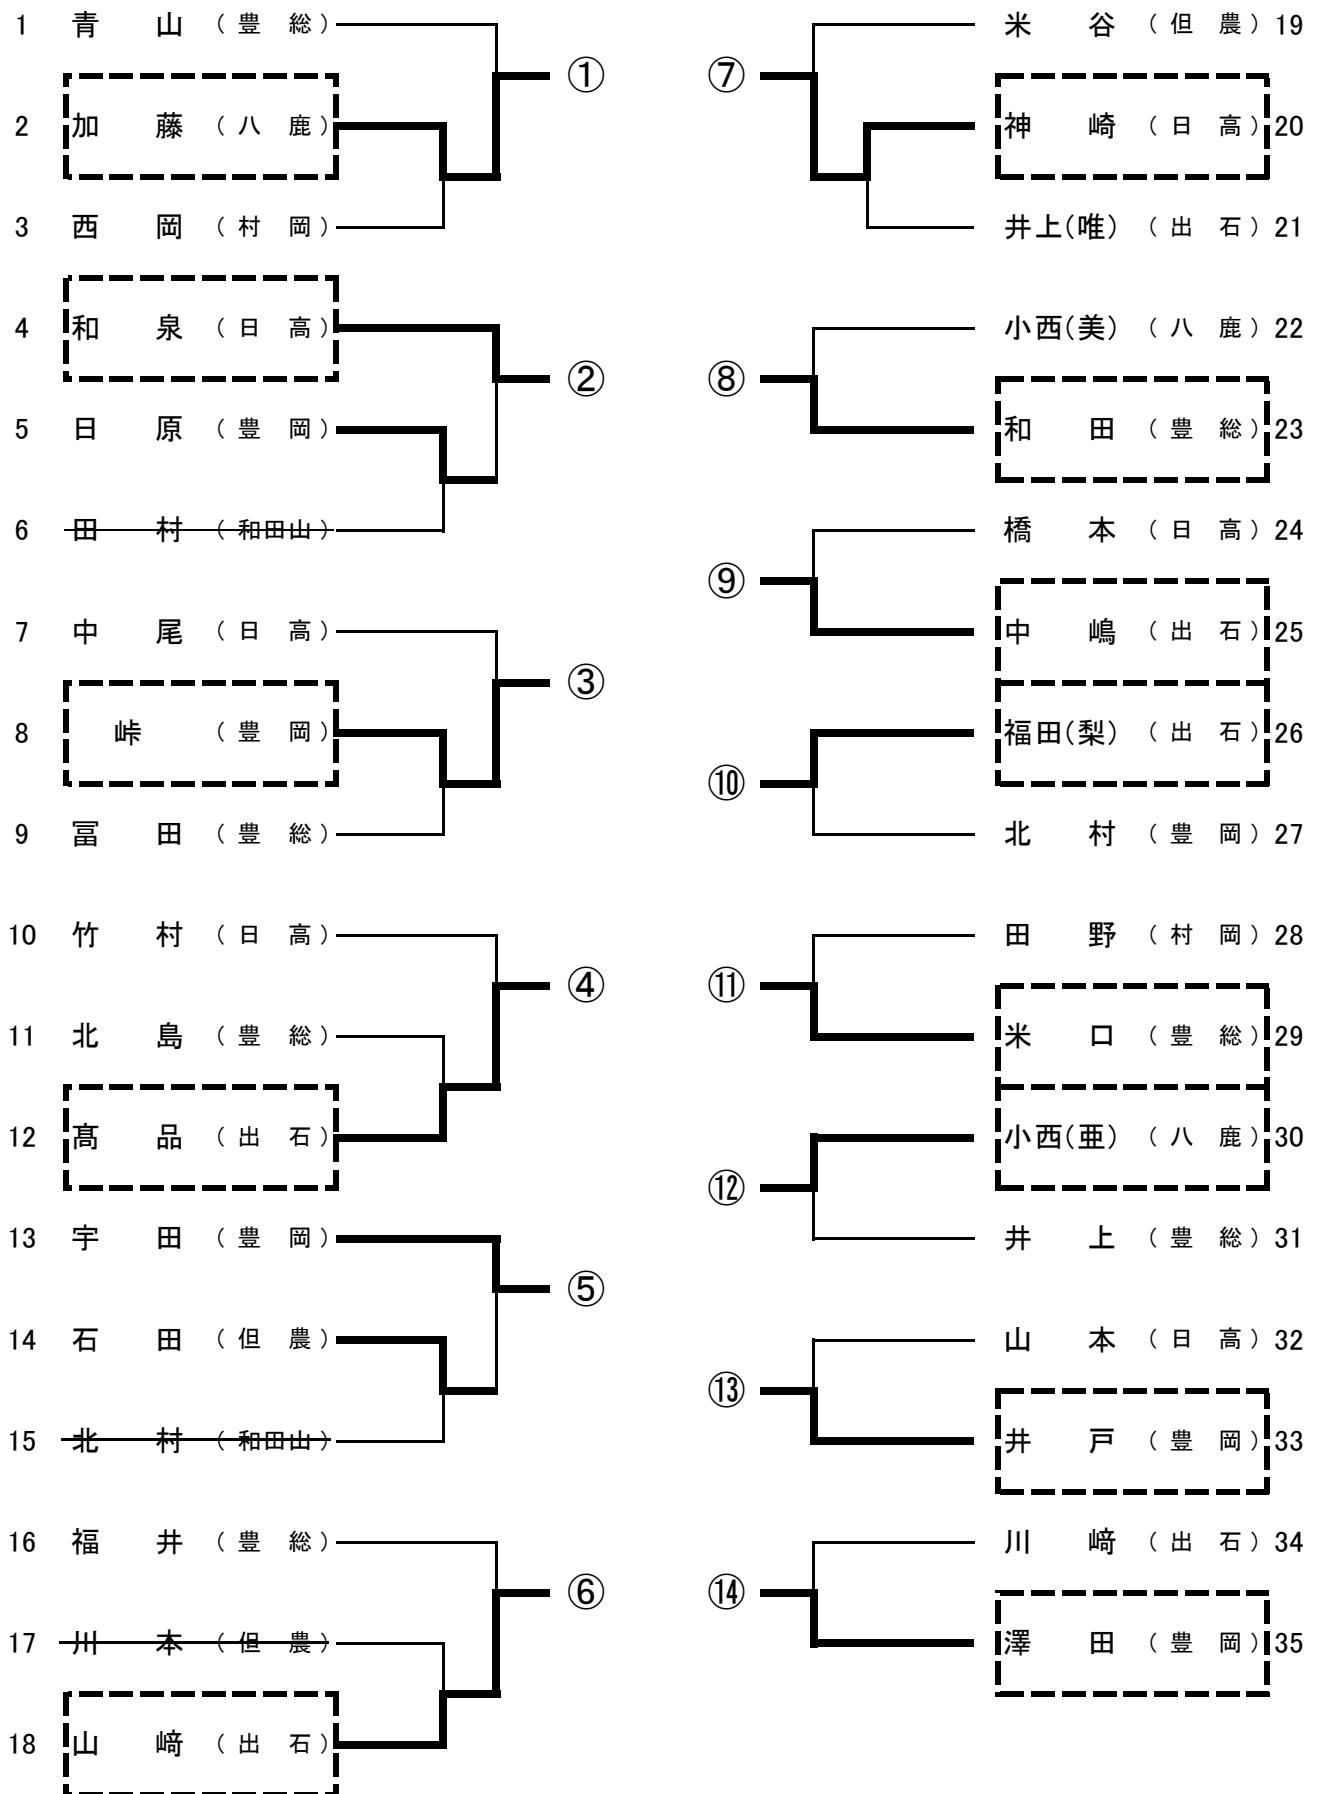 1 青 山 （ 豊 総 ）
①
2 加 藤 （ 八 鹿 ）
3 西 岡 （ 村 岡 ）
4 和 泉 （ 日 高 ）
②
5 日 原 （ 豊 岡 ）
6 田 村 （ 和田山 ）
7 中 尾 （ 日 高 ）
③
8 峠 （ 豊 岡 ）
9 冨 田 （ 豊 総 ）
10 竹 村 （ 日 高 ）
④
11 北 島 （ 豊 総 ）
12 髙 品 （ 出 石 ）
13 宇 田 （ 豊 岡 ）
⑤
14 石 田 （ 但 農 ）
15 北 村 （ 和田山 ）
16 福 井 （ 豊 総 ）
⑥
17 川 本 （ 但 農 ）
18 山 﨑 （ 出 石 ）
米 谷 （ 但 農 ） 19
⑦
神 崎 （ 日 高 ） 20
井上（唯） （ 出 石 ） 21
小西（美） （ 八 鹿 ） 22
⑧
和 田 （ 豊 総 ） 23
橋 本 （ 日 高 ） 24
⑨
中 嶋 （ 出 石 ） 25
福田（梨） （ 出 石 ） 26
⑩
北 村 （ 豊 岡 ） 27
田 野 （ 村 岡 ） 28
⑪
米 口 （ 豊 総 ） 29
小西（亜） （ 八 鹿 ） 30
⑫
井 上 （ 豊 総 ） 31
山 本 （ 日 高 ） 32
⑬
井 戸 （ 豊 岡 ） 33
川 﨑 （ 出 石 ） 34
⑭
澤 田 （ 豊 岡 ） 35